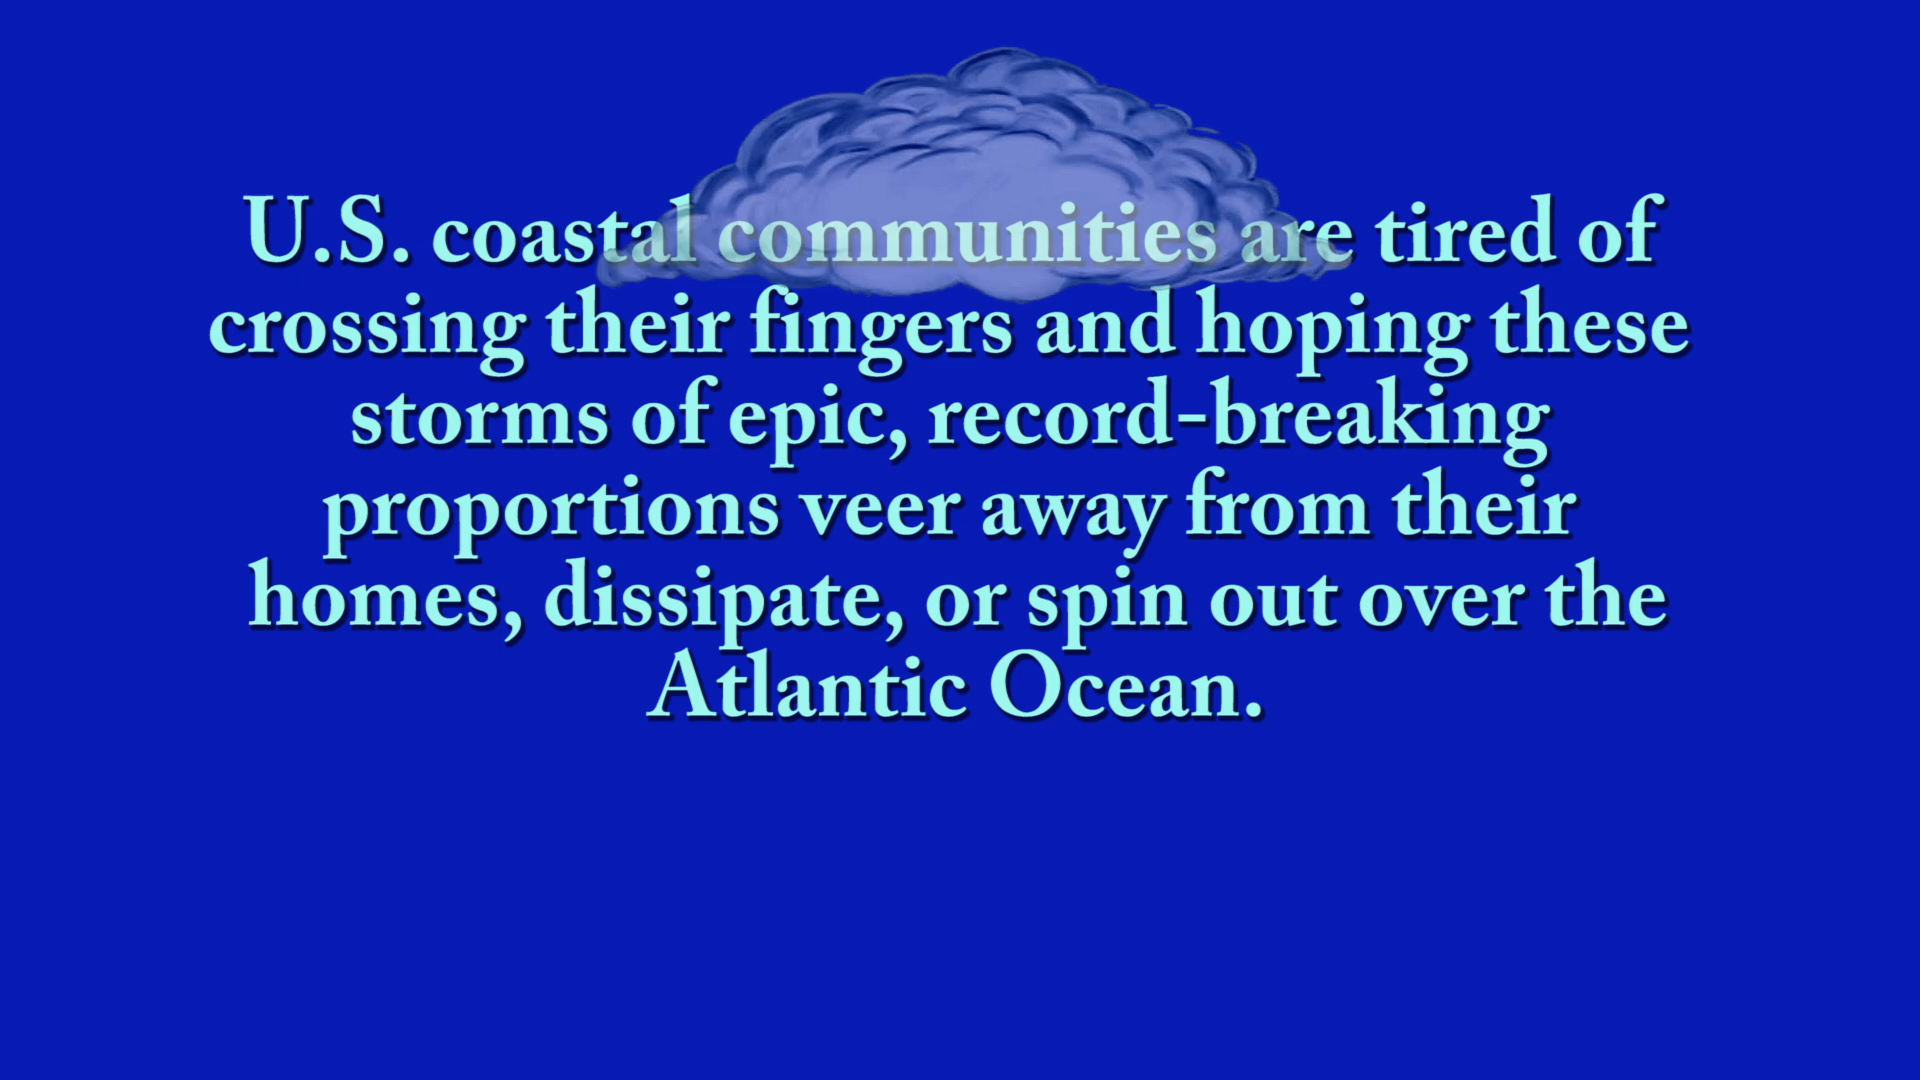 U.S. coastal communities are tired of
crossing their fingers and hoping these
storms of epic, record-breaking
proportions veer away from their
homes, dissipate, or spin out over the
Atlantic Ocean.